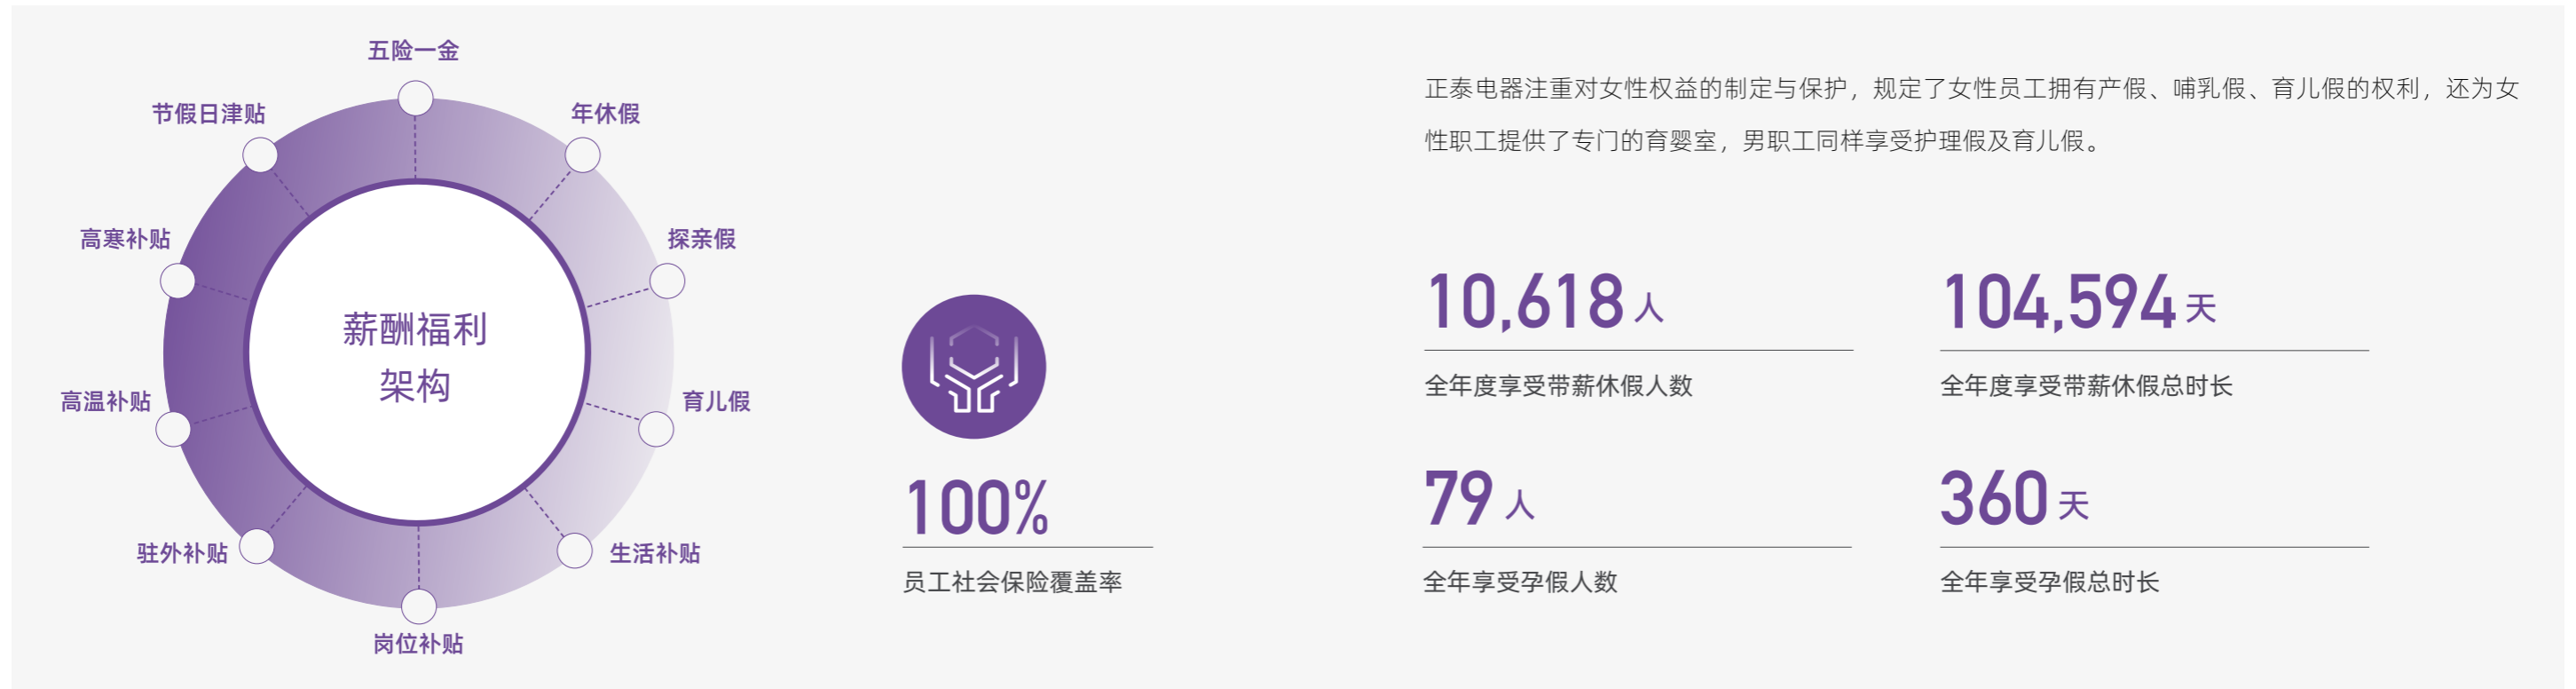 五险一金
年休假
探亲假
育儿假
生活补贴
岗位补贴
驻外补贴
高温补贴
高寒补贴
节假日津贴
薪酬福利
架构
100%
员工社会保险覆盖率
正泰电器注重对女性权益的制定与保护，规定了女性员工拥有产假、哺乳假、育儿假的权利，还为女
性职工提供了专门的育婴室，男职工同样享受护理假及育儿假。
10,618 人
全年度享受带薪休假人数
104,594 天
全年度享受带薪休假总时长
79 人
全年享受孕假人数
360 天
全年享受孕假总时长